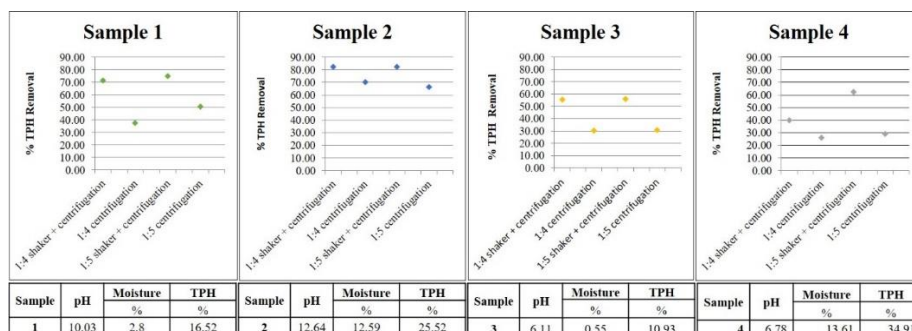 Sample 1
% TPH Removal
90.00
80.00
70.00
60.00
50.00
40.00
30.00
20.00
10.00
0.00
1:4 shaker + centrifugation
1:4 centrifugation
1:5 shaker + centrifugation
1:5 centrifugation
Sample pH Moisture TPH
% %
1 10.03 2.8 16.52
Sample 2
% TPH Removal
90.00
80.00
70.00
60.00
50.00
40.00
30.00
20.00
10.00
0.00
1:4 shaker + centrifugation
1:4 centrifugation
1:5 shaker + centrifugation
1:5 centrifugation
Sample pH Moisture TPH
% %
2 12.64 12.59 25.52
Sample 3
% TPH Removal
90.00
80.00
70.00
60.00
50.00
40.00
30.00
20.00
10.00
0.00
1:4 shaker + centrifugation
1:4 centrifugation
1:5 shaker + centrifugation
1:5 centrifugation
Sample pH Moisture TPH
% %
3 6.11 0.55 10.93
Sample 4
% TPH Removal
90.00
80.00
70.00
60.00
50.00
40.00
30.00
20.00
10.00
0.00
1:4 shaker + centrifugation
1:4 centrifugation
1:5 shaker + centrifugation
1:5 centrifugation
Sample pH Moisture TPH
% %
4 6.78 13.61